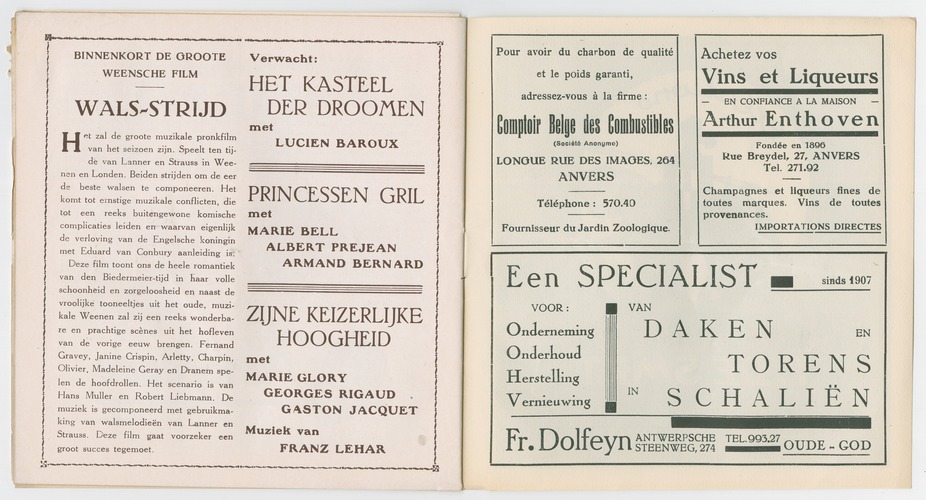 BINNENKORT DE GROOTE
WEENSCHE FILM
WALS-STRIJD
Het zal de groote muzikale pronkfilm
van het seizoen zijn. Speelt ten tij-
de van Lanner en Strauss in Wee-
nen en Londen. Beiden strijden om de eer
de beste walsen te componeeren. Het
komt tot ernstige muzikale conflicten, die
tot een reeks buitengewone komische
complicaties leiden en waarvan eigenlijk
de verloving van de Engelsche koningin
met Eduard van Conbury aanleiding is.
Deze film toont ons de heele romantiek
van den Biedermeier-tijd in haar volle
schoonheid en zorgeloosheid en naast de
vroolijke tooneeltjes uit het oude, muzi-
kale Weenen zal zij een reeks wonderba-
re en prachtige scènes uit het hofleven
van de vorige eeuw brengen. Fernand
Gravey, Janine Crispin, Arletty, Charpin,
Olivier, Madeleine Geray en Dranem spe-
len de hoofdrollen. Het scenario is van
Hans Muller en Robert Liebmann. De
muziek is gecomponeerd met gebruikma-
king van walsmelodieën van Lanner en
Strauss. Deze film gaat voorzeker een
groot succes tegemoet.
Verwacht:
HET KASTEEL
DER DROOMEN
met
LUCIEN BAROUX
PRINCESSEN GRIL
met
MARIE BELL
ALBERT PREJEAN
ARMAND BERNARD
ZIJNE KEIZERLIJKE
HOOGHEID
met
MARIE GLORY
GEORGES RIGAUD
GASTON JACQUET
Muziek van
FRANZ LEHAR
Pour avoir du charbon de qualité
et le poids garanti,
adressez-vous à la firme :
Comptoir Belge des Combustibles
(Société Anonyme)
LONGUE RUE DES IMAGES, 264
ANVERS
Téléphone : 570.40
Fournisseur du Jardin Zoologique.
Achetez vos
Vins et Liqueurs
— EN CONFIANCE A LA MAISON —
Arthur Enthoven
Fondée en 1896
Rue Breydel, 27, ANVERS
Tel. 271.92
Champagnes et liqueurs fines de
toutes marques. Vins de toutes
provenances.
IMPORTATIONS DIRECTES
Een SPECIALIST sinds 1907
VOOR :
Onderneming
Onderhoud
Herstelling
Vernieuwing
VAN
DAKEN EN
TORENS
IN SCHALIËN
Fr. Dolfeyn ANTWERPSCHE
STEENWEG, 274
TEL. 993.27
OUDE - GOD